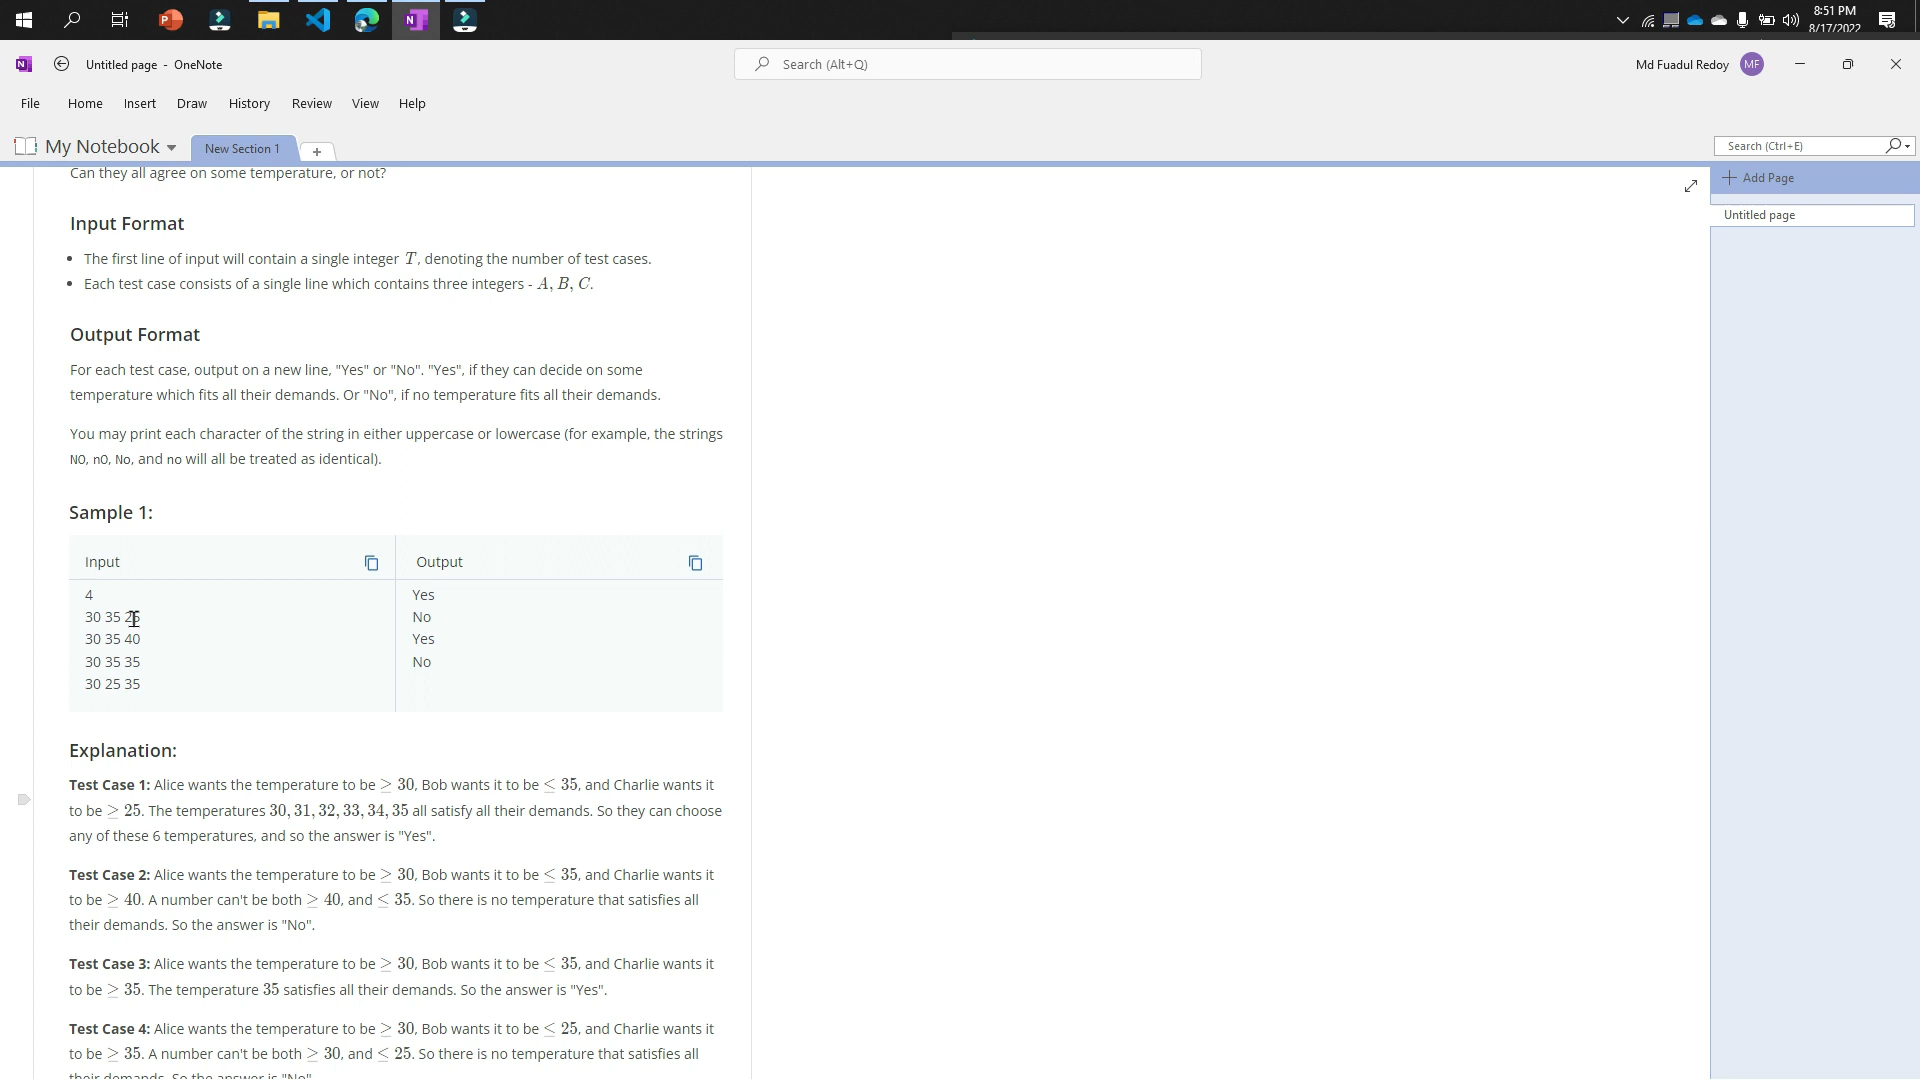 8:51 PM
8/17/2022
Untitled page - OneNote
Search (Alt+Q)
Md Fuadul Redoy
MF
File Home Insert Draw History Review View Help
My Notebook
New Section 1
Search (Ctrl+E)
Add Page
Untitled page
Can they all agree on some temperature, or not?
Input Format
• The first line of input will contain a single integer T, denoting the number of test cases.
• Each test case consists of a single line which contains three integers - A, B, C.
Output Format
For each test case, output on a new line, "Yes" or "No". "Yes", if they can decide on some
temperature which fits all their demands. Or "No", if no temperature fits all their demands.
You may print each character of the string in either uppercase or lowercase (for example, the strings
NO, nO, No, and no will all be treated as identical).
Sample 1:
Input
Output
4
30 35 25
30 35 40
30 35 35
30 25 35
Yes
No
Yes
No
Explanation:
Test Case 1: Alice wants the temperature to be ≥ 30, Bob wants it to be ≤ 35, and Charlie wants it
to be ≥ 25. The temperatures 30, 31, 32, 33, 34, 35 all satisfy all their demands. So they can choose
any of these 6 temperatures, and so the answer is "Yes".
Test Case 2: Alice wants the temperature to be ≥ 30, Bob wants it to be ≤ 35, and Charlie wants it
to be ≥ 40. A number can't be both ≥ 40, and ≤ 35. So there is no temperature that satisfies all
their demands. So the answer is "No".
Test Case 3: Alice wants the temperature to be ≥ 30, Bob wants it to be ≤ 35, and Charlie wants it
to be ≥ 35. The temperature 35 satisfies all their demands. So the answer is "Yes".
Test Case 4: Alice wants the temperature to be ≥ 30, Bob wants it to be ≤ 25, and Charlie wants it
to be ≥ 35. A number can't be both ≥ 30, and ≤ 25. So there is no temperature that satisfies all
their demands. So the answer is "No"